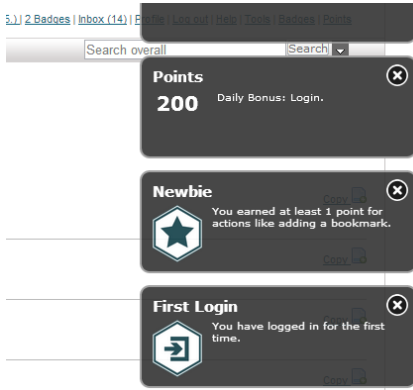 5.) | 2 Badges | Inbox (14) | Profile | Log out | Help | Tools | Badges | Points
Search overall Search
Points
200 Daily Bonus: Login.
Newbie
You earned at least 1 point for
actions like adding a bookmark.
Copy
Copy
First Login
You have logged in for the first
time.
Copy
Copy